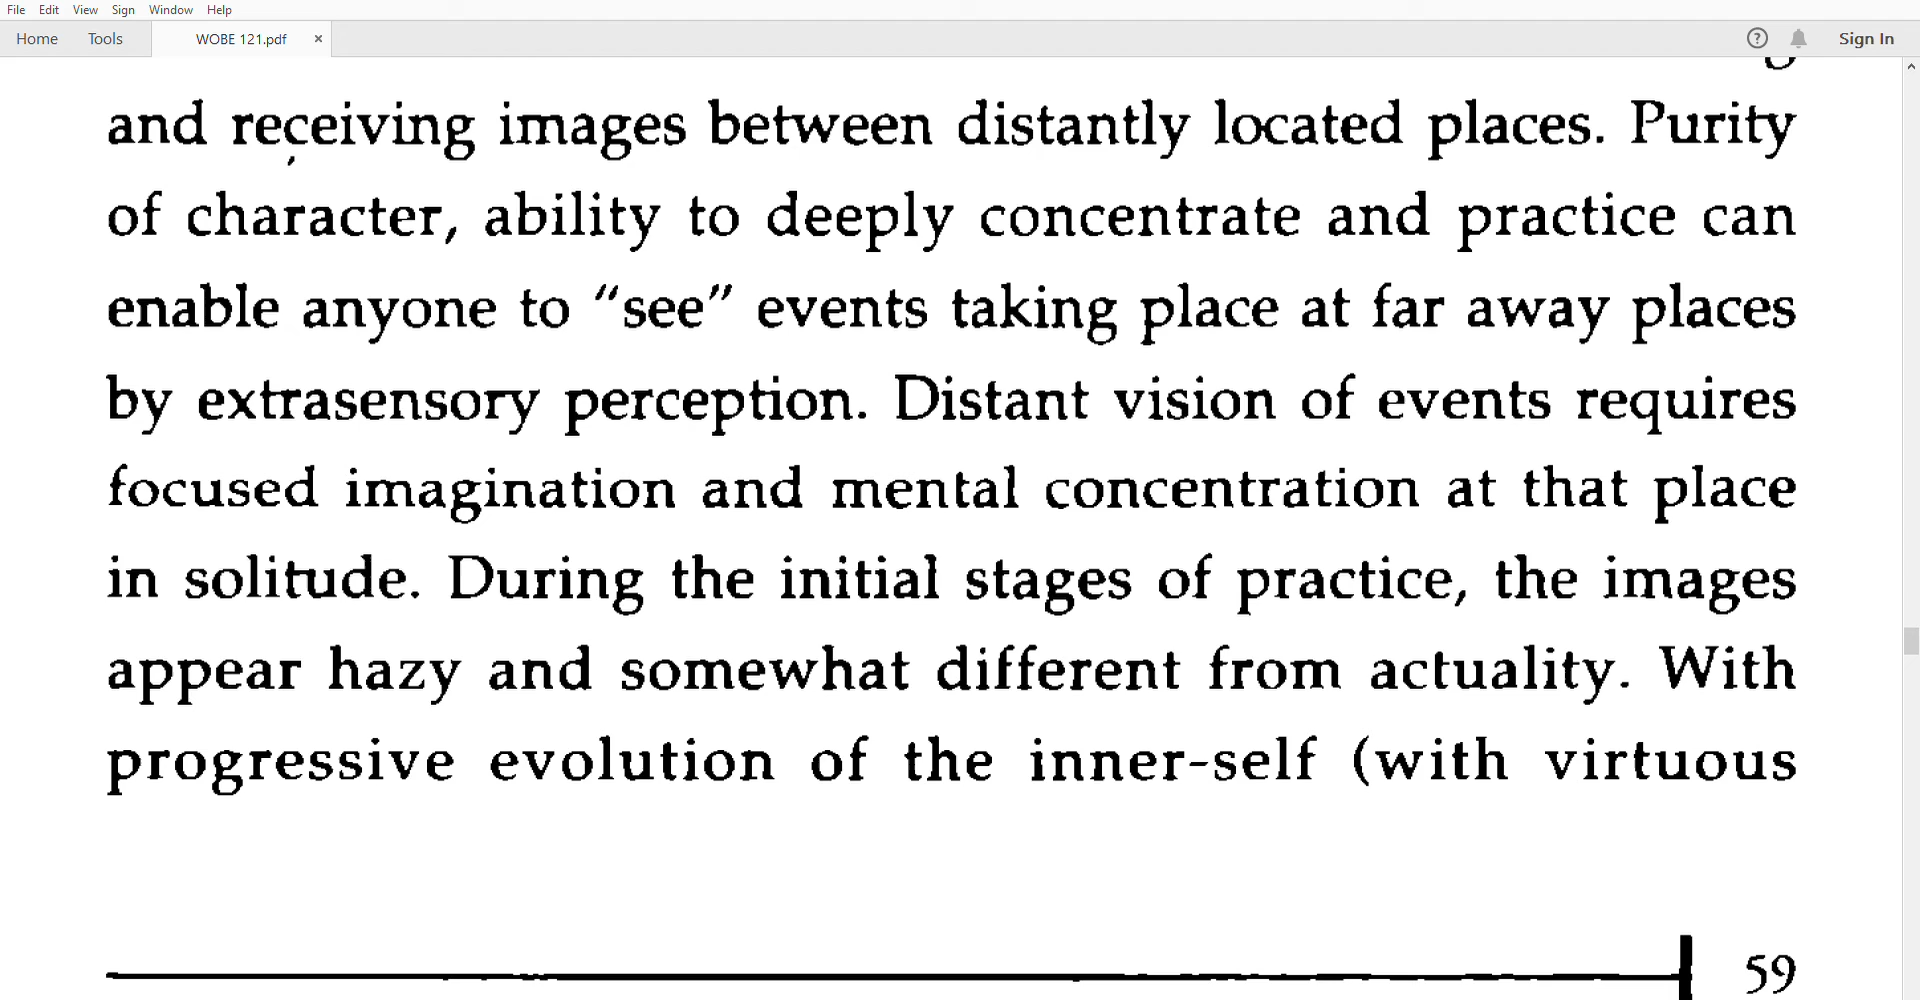 File Edit View Sign Window Help
Home Tools WOBE 121.pdf × ? Sign In
and receiving images between distantly located places. Purity
of character, ability to deeply concentrate and practice can
enable anyone to “see” events taking place at far away places
by extrasensory perception. Distant vision of events requires
focused imagination and mental concentration at that place
in solitude. During the initial stages of practice, the images
appear hazy and somewhat different from actuality. With
progressive evolution of the inner-self (with virtuous
59